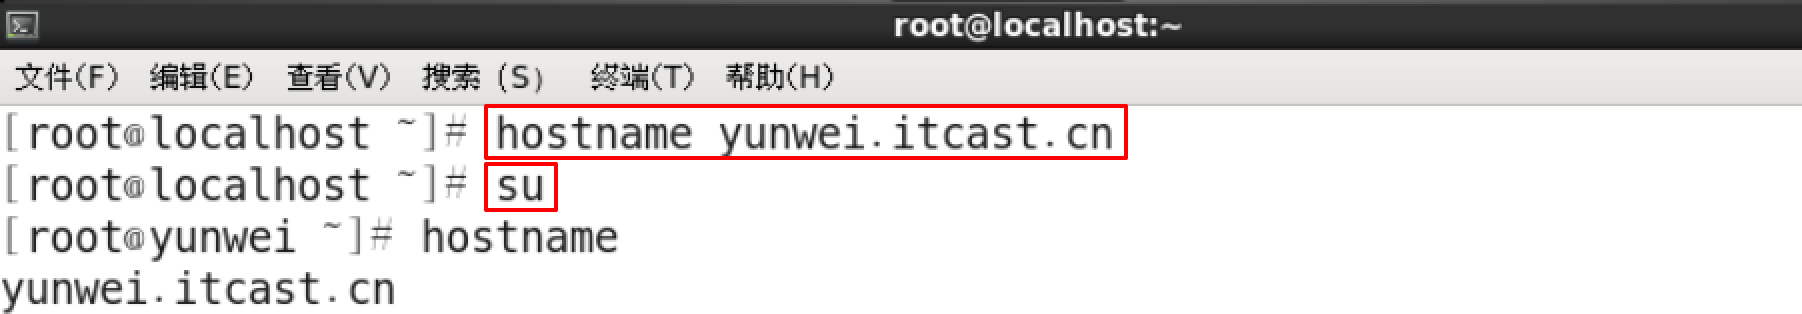 root@localhost:~
文件(F) 编辑(E) 查看(V) 搜索 (S) 终端(T) 帮助(H)
[root@localhost ~]# hostname yunwei.itcast.cn
[root@localhost ~]# su
[root@yunwei ~]# hostname
yunwei.itcast.cn